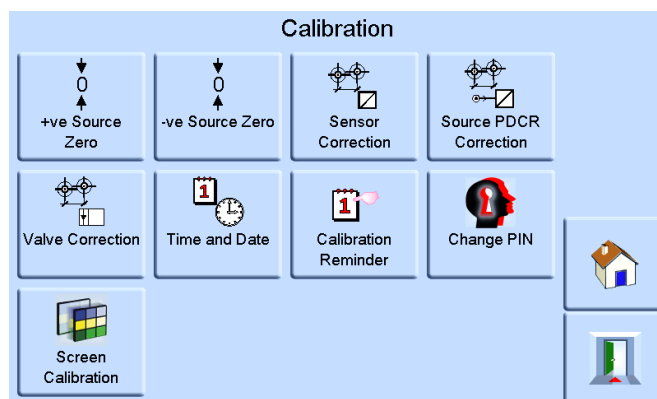 Calibration
0
+ve Source
Zero
0
-ve Source Zero
Sensor
Correction
Source PDCR
Correction
Valve Correction
1
Time and Date
1
Calibration
Reminder
Change PIN
Screen
Calibration